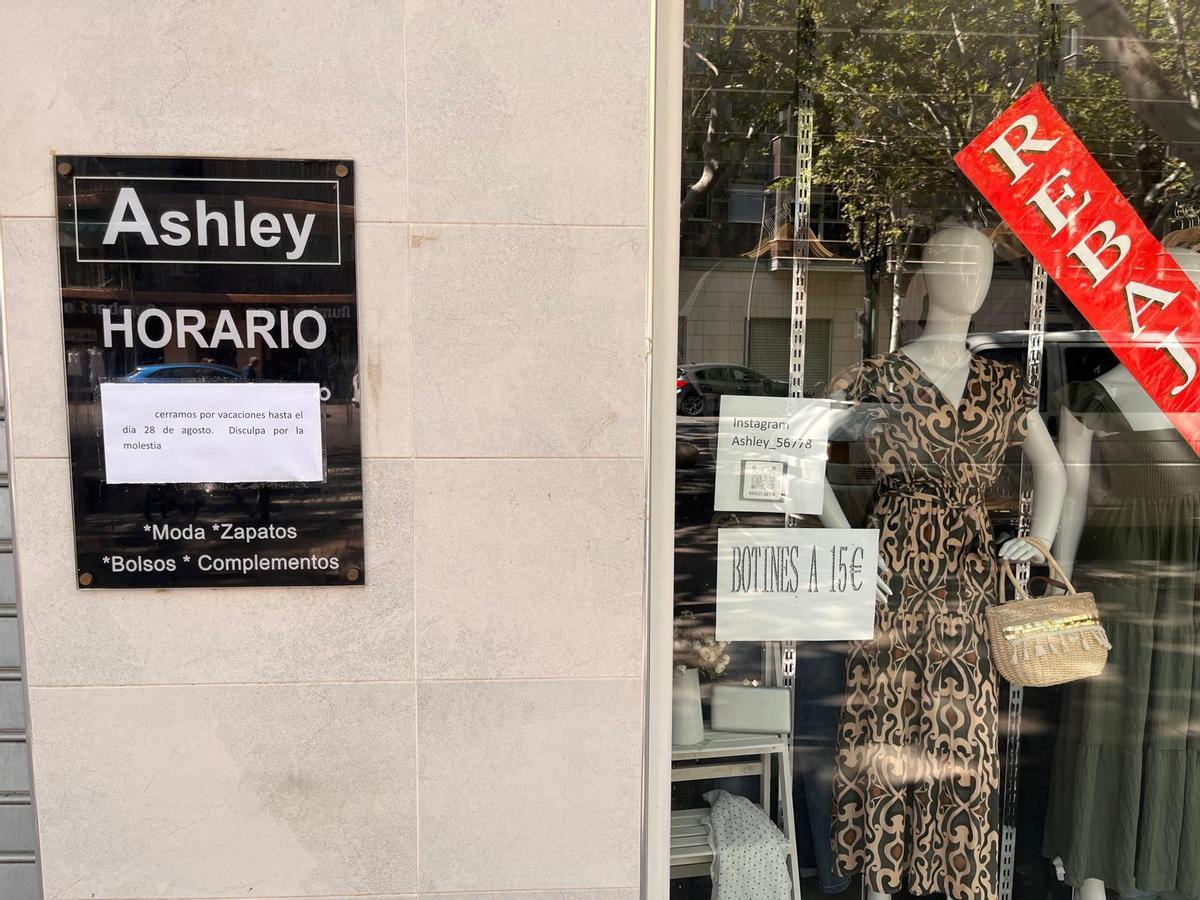 Ashley
HORARIO
cerramos por vacaciones hasta el
día 28 de agosto. Disculpa por la
molestia
*Moda *Zapatos
*Bolsos * Complementos
Instagram
Ashley_56778
ASHLEY_56778
BOTINES A 15€
REBAJ